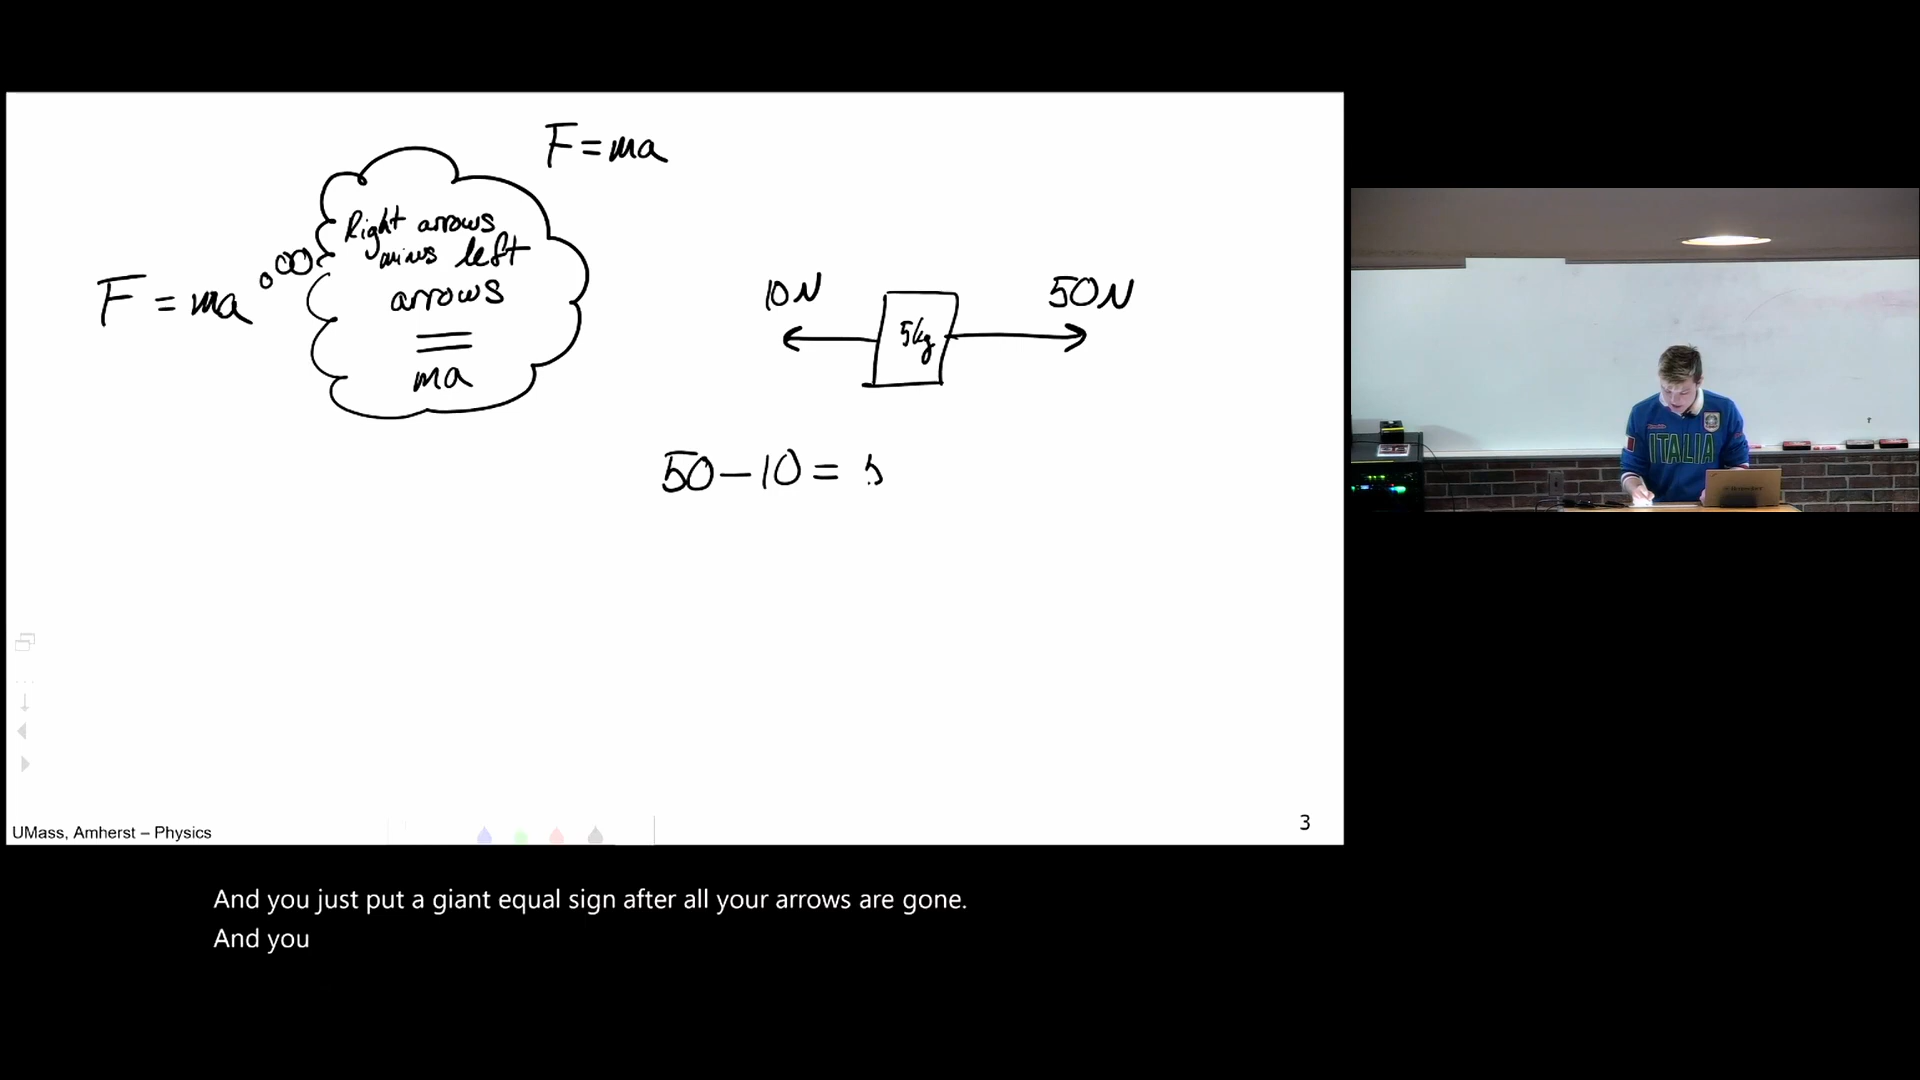 F = ma
Right arrows
minus left
arrows
=
ma
F = ma
10N
50N
5kg
50 - 10 = 5
UMass, Amherst – Physics
3
ITALIA
And you just put a giant equal sign after all your arrows are gone.
And you